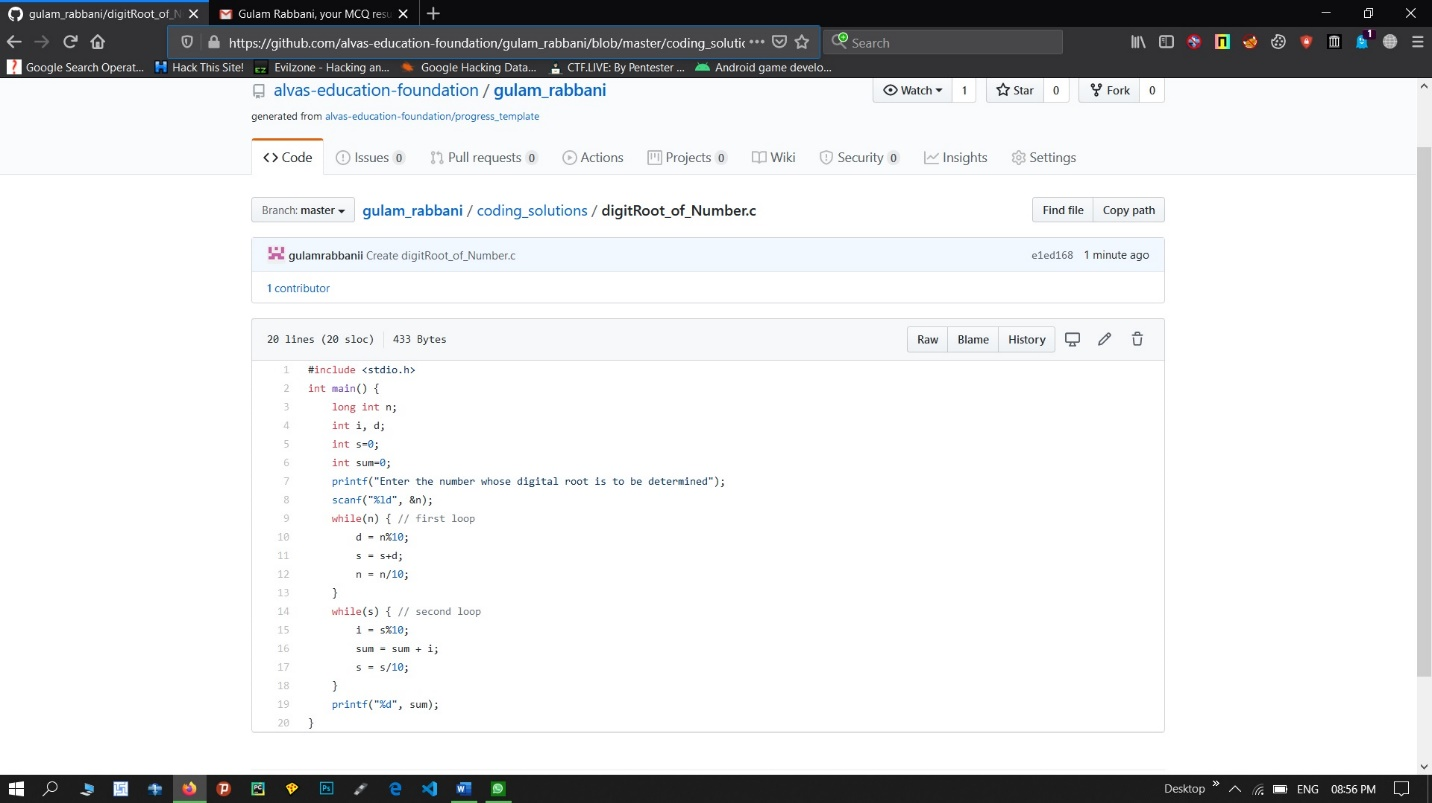 gulam_rabbani/digitRoot_of_N
Gulam Rabbani, your MCQ resu
https://github.com/alvas-education-foundation/gulam_rabbani/blob/master/coding_solutic
Search
1
Google Search Operat...
Hack This Site!
Evilzone - Hacking an...
Google Hacking Data...
CTF.LIVE: By Pentester ...
Android game develo...
alvas-education-foundation / gulam_rabbani
Watch 1
Star 0
Fork 0
generated from alvas-education-foundation/progress_template
<> Code
Issues 0
Pull requests 0
Actions
Projects 0
Wiki
Security 0
Insights
Settings
Branch: master
gulam_rabbani / coding_solutions / digitRoot_of_Number.c
Find file
Copy path
gulamrabbanii Create digitRoot_of_Number.c
e1ed168 1 minute ago
1 contributor
20 lines (20 sloc) 433 Bytes
Raw
Blame
History
1 #include <stdio.h>
2 int main() {
3 long int n;
4 int i, d;
5 int s=0;
6 int sum=0;
7 printf("Enter the number whose digital root is to be determined");
8 scanf("%ld", &n);
9 while(n) { // first loop
10 d = n%10;
11 s = s+d;
12 n = n/10;
13 }
14 while(s) { // second loop
15 i = s%10;
16 sum = sum + i;
17 s = s/10;
18 }
19 printf("%d", sum);
20 }
Desktop
ENG
08:56 PM